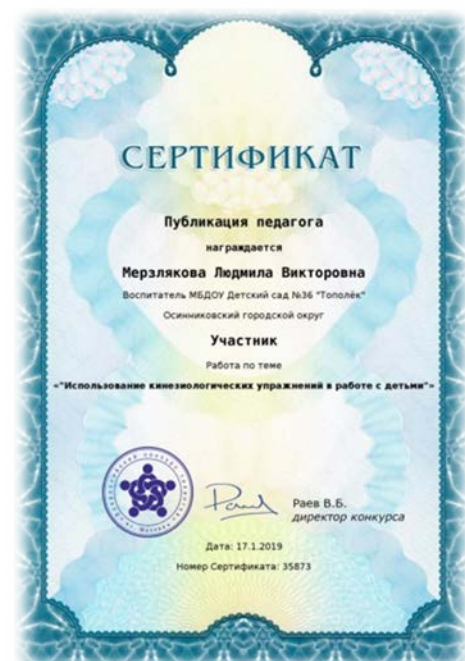 СЕРТИФИКАТ
Публикация педагога
награждается
Мерзлякова Людмила Викторовна
Воспитатель МБДОУ Детский сад №36 "Тополёк"
Осинниковский городской округ
Участник
Работа по теме
«"Использование кинезиологических упражнений в работе с детьми"»
Раев В.Б.
директор конкурса
Дата: 17.1.2019
Номер Сертификата: 35873